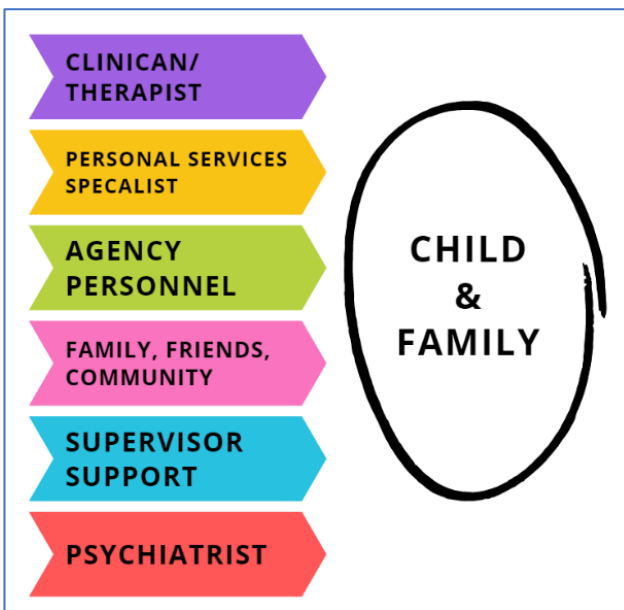 CLINICAN/
THERAPIST
PERSONAL SERVICES
SPECALIST
AGENCY
PERSONNEL
FAMILY, FRIENDS,
COMMUNITY
SUPERVISOR
SUPPORT
PSYCHIATRIST
CHILD
&
FAMILY